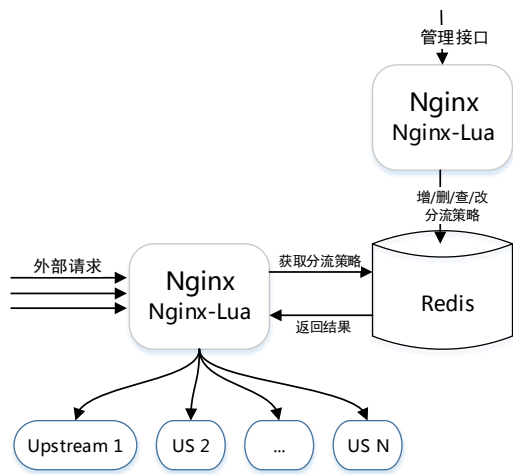 管理接口
Nginx
Nginx-Lua
增/删/查/改
分流策略
外部请求
Nginx
Nginx-Lua
获取分流策略
返回结果
Redis
Upstream 1
US 2
...
US N